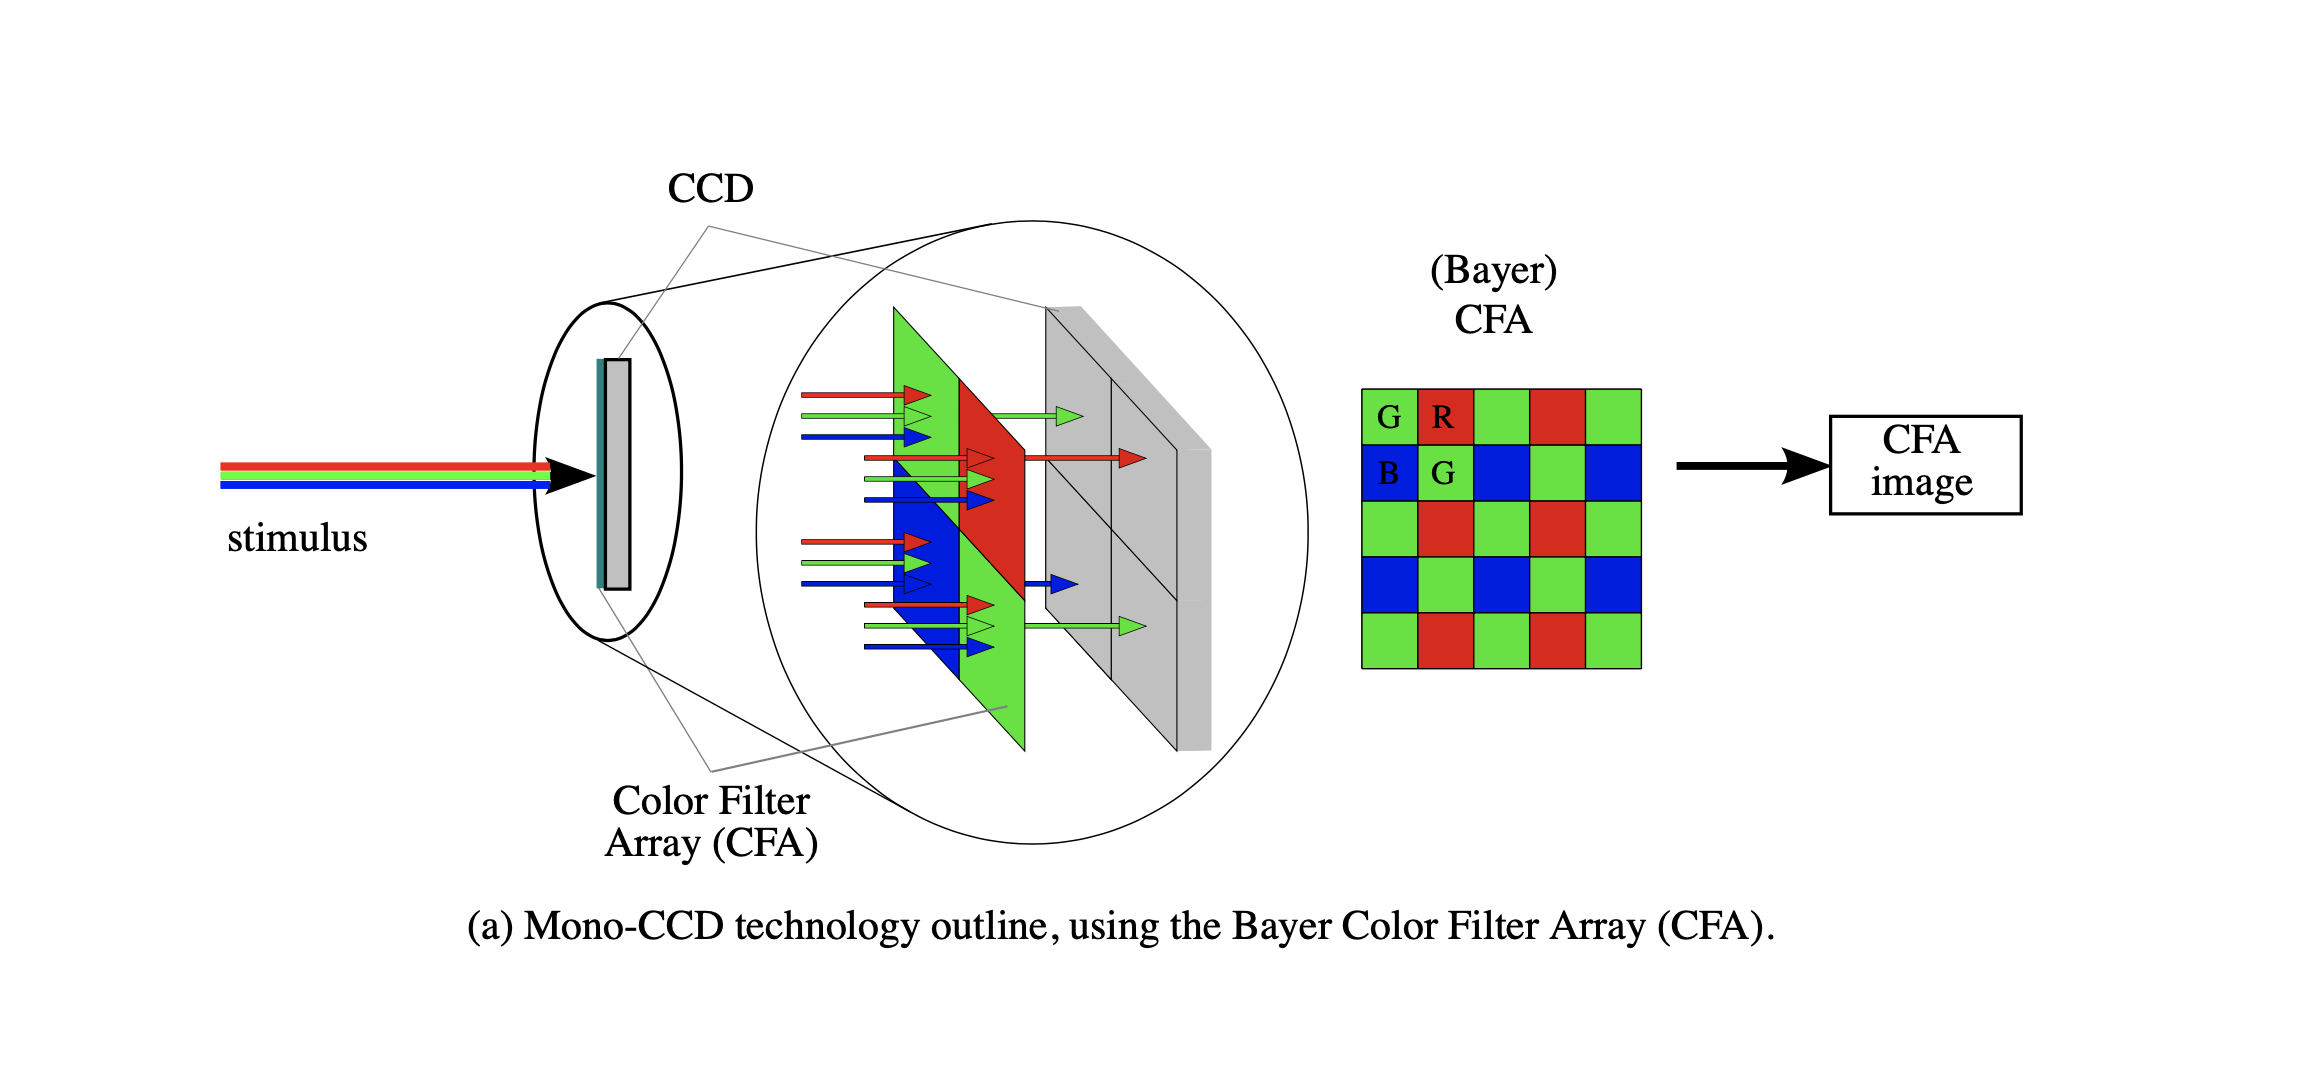 CCD
(Bayer)
CFA
G R
B G
CFA
image
stimulus
Color Filter
Array (CFA)
(a) Mono-CCD technology outline, using the Bayer Color Filter Array (CFA).